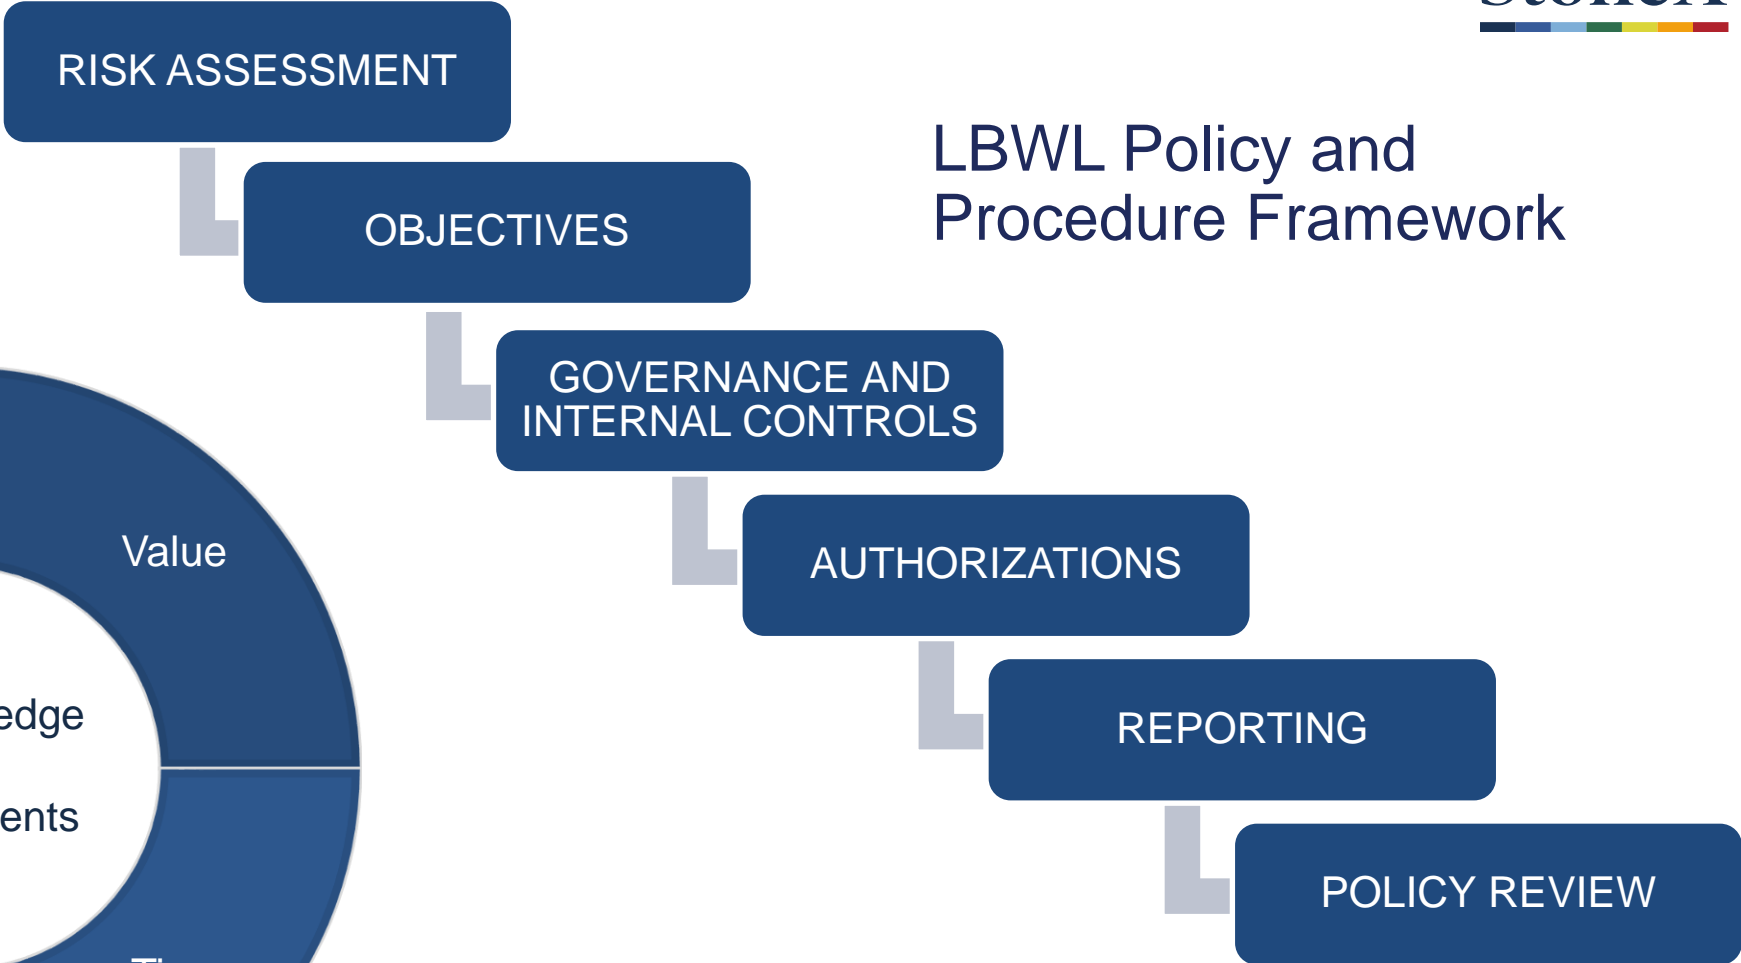 RISK ASSESSMENT
LBWL Policy and
Procedure Framework
OBJECTIVES
GOVERNANCE AND
INTERNAL CONTROLS
Value
AUTHORIZATIONS
edge
REPORTING
ents
POLICY REVIEW